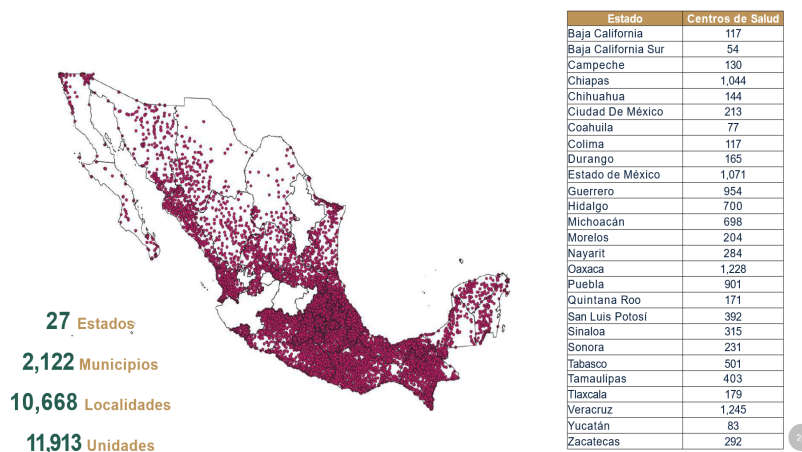 Estado Centros de Salud
Baja California 117
Baja California Sur 54
Campeche 130
Chiapas 1,044
Chihuahua 144
Ciudad De México 213
Coahuila 77
Colima 117
Durango 165
Estado de México 1,071
Guerrero 954
Hidalgo 700
Michoacán 698
Morelos 204
Nayarit 284
Oaxaca 1,228
Puebla 901
Quintana Roo 171
San Luis Potosí 392
Sinaloa 315
Sonora 231
Tabasco 501
Tamaulipas 403
Tlaxcala 179
Veracruz 1,245
Yucatán 83
Zacatecas 292
27 Estados
2,122 Municipios
10,668 Localidades
11,913 Unidades